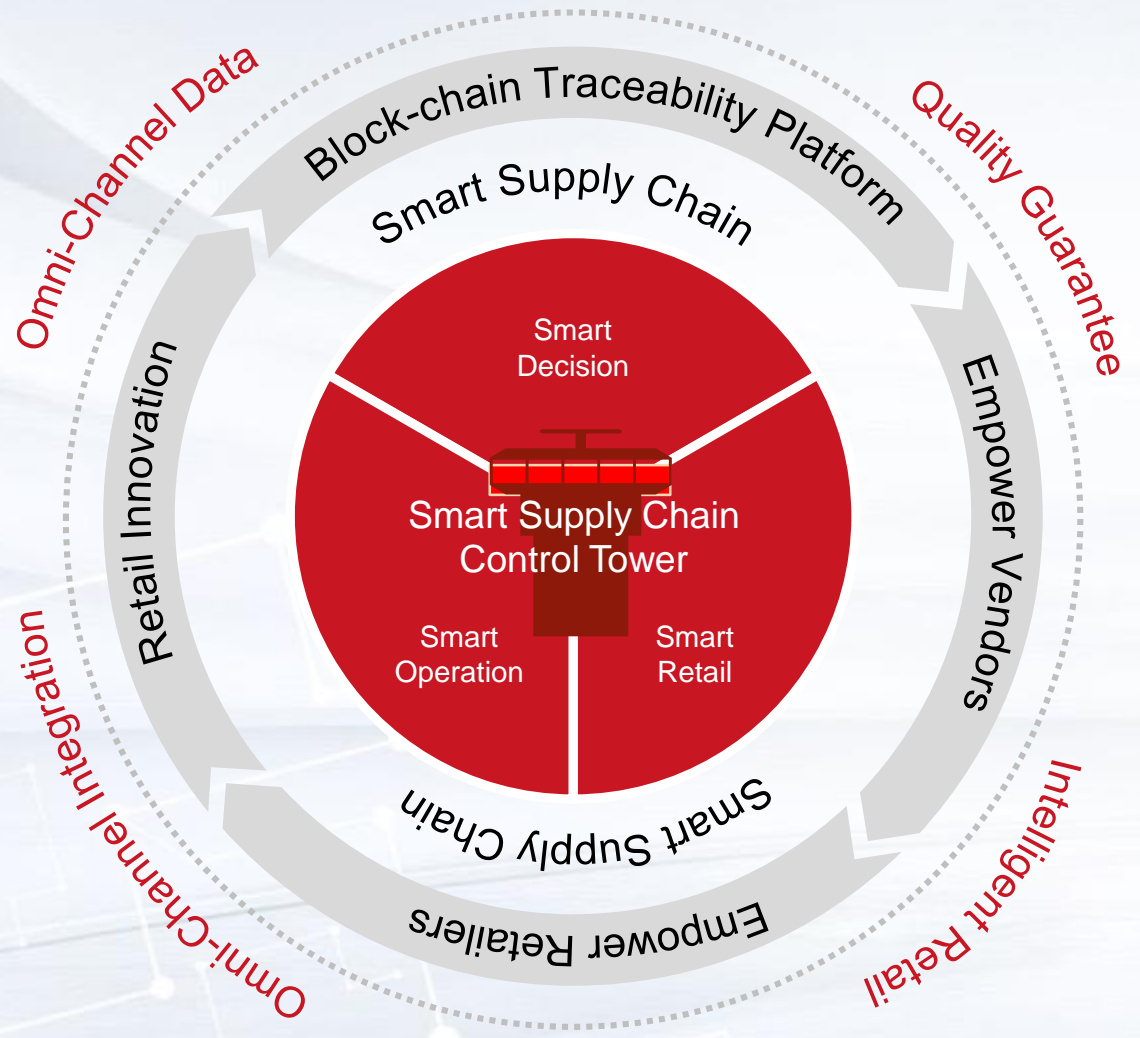 Omni-Channel Data
Quality Guarantee
Block-chain Traceability Platform
Smart Supply Chain
Smart
Decision
Retail Innovation
Empower Vendors
Smart Supply Chain
Control Tower
Smart
Operation
Smart
Retail
Smart Supply Chain
Empower Retailers
Omni-Channel Integration
Intelligent Retail